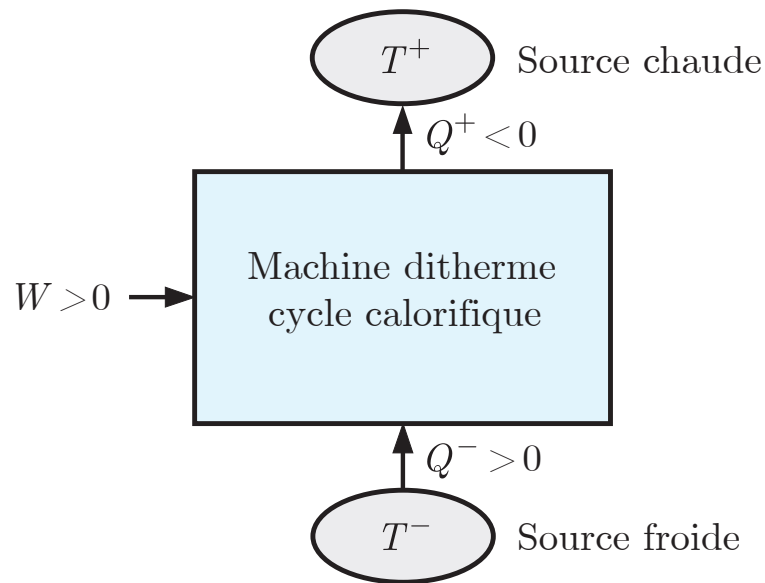 T⁺ Source chaude
Q⁺ < 0
Machine ditherme
W > 0
cycle calorifique
Q⁻ > 0
T⁻ Source froide